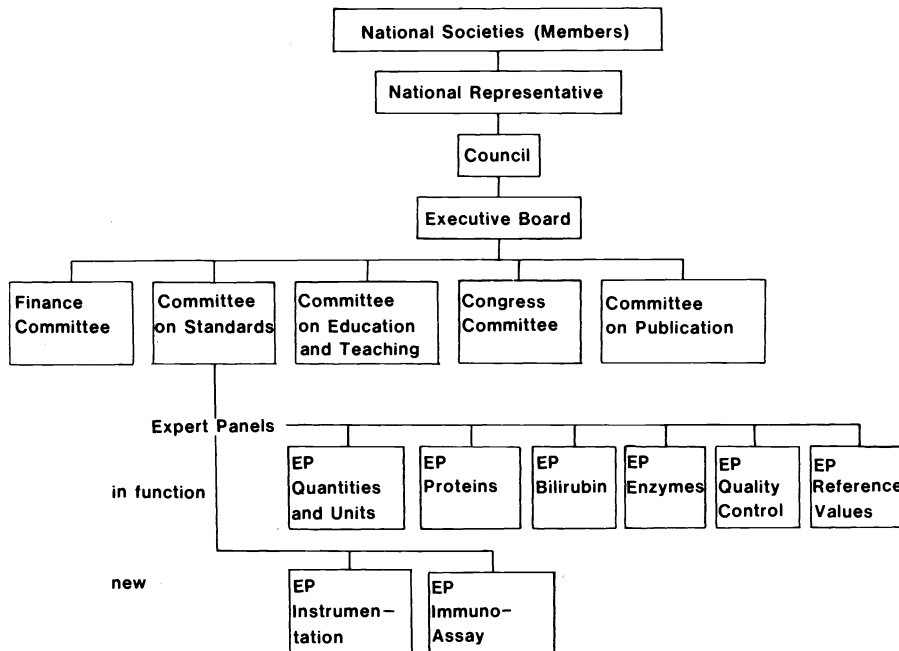 National Societies (Members)
National Representative
Council
Executive Board
Finance
Committee
Committee
on Standards
Committee
on Education
and Teaching
Congress
Committee
Committee
on Publication
Expert Panels
in function
EP
Quantities
and Units
EP
Proteins
EP
Bilirubin
EP
Enzymes
EP
Quality
Control
EP
Reference
Values
new
EP
Instrumen–
tation
EP
Immuno-
Assay